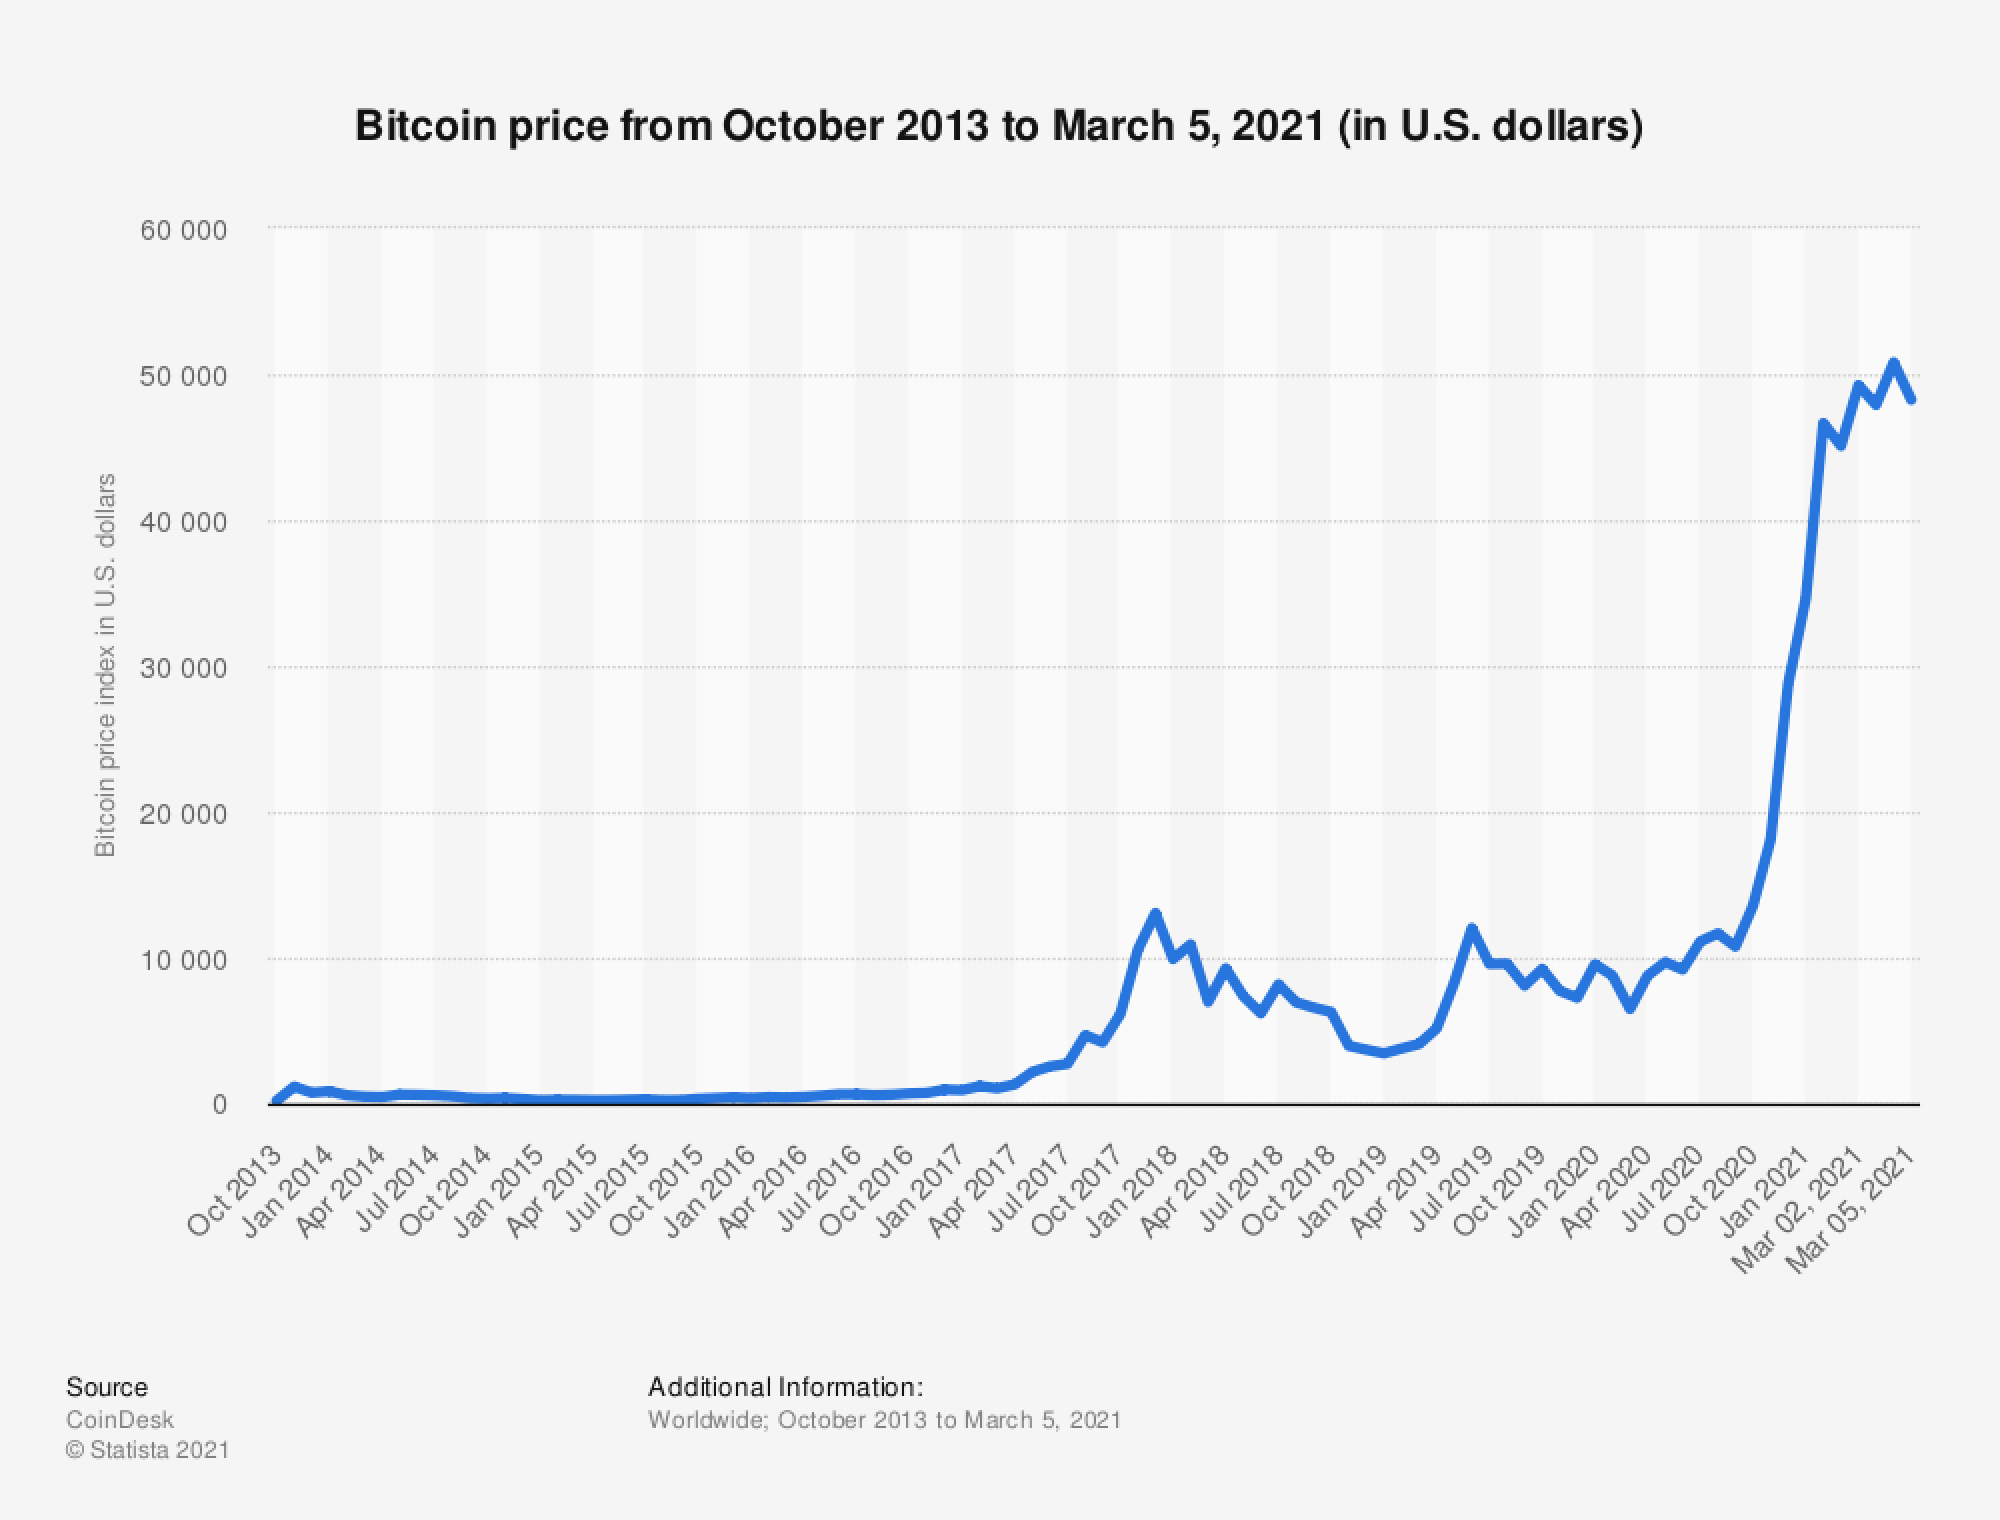 Bitcoin price from October 2013 to March 5, 2021 (in U.S. dollars)
Bitcoin price index in U.S. dollars
60 000
50 000
40 000
30 000
20 000
10 000
0
Oct 2013
Jan 2014
Apr 2014
Jul 2014
Oct 2014
Jan 2015
Apr 2015
Jul 2015
Oct 2015
Jan 2016
Apr 2016
Jul 2016
Oct 2016
Jan 2017
Apr 2017
Jul 2017
Oct 2017
Jan 2018
Apr 2018
Jul 2018
Oct 2018
Jan 2019
Apr 2019
Jul 2019
Oct 2019
Jan 2020
Apr 2020
Jul 2020
Oct 2020
Jan 2021
Mar 02, 2021
Mar 05, 2021
Source
CoinDesk
© Statista 2021
Additional Information:
Worldwide; October 2013 to March 5, 2021